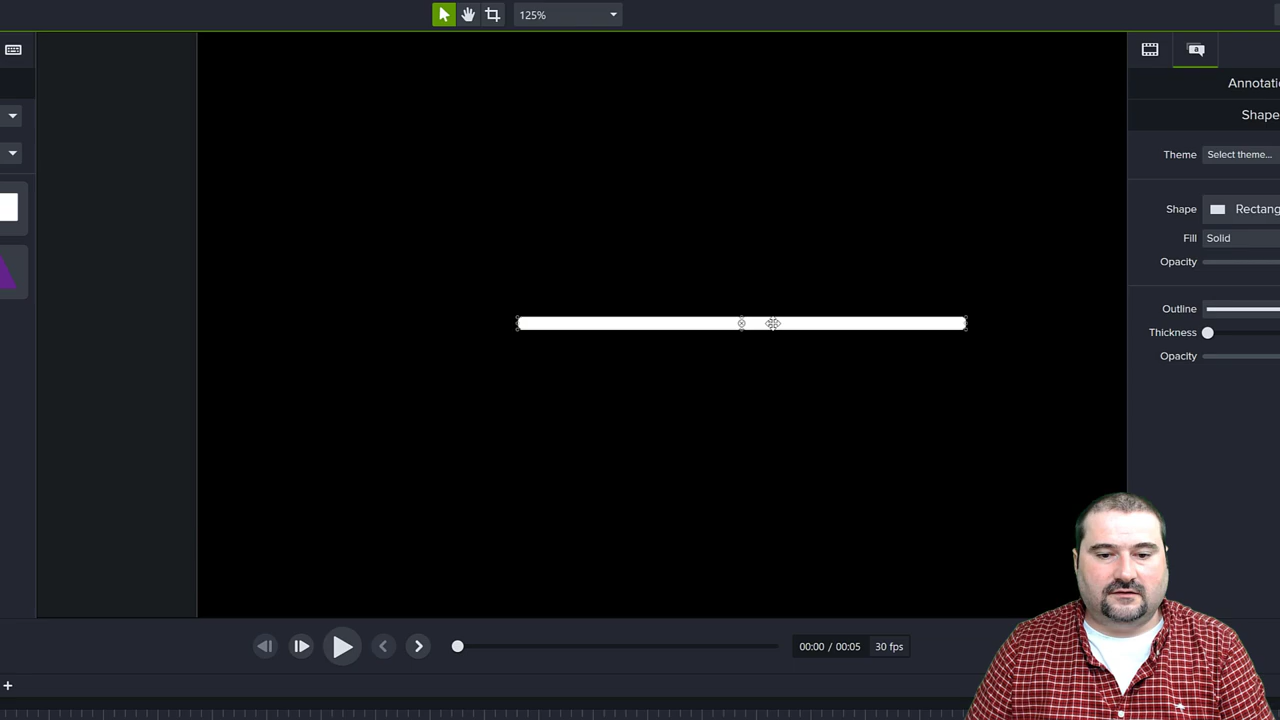 125%
Annotati
Shape
Theme
Select theme...
Shape
Rectang
Fill
Solid
Opacity
Outline
Thickness
Opacity
00:00 / 00:05
30 fps